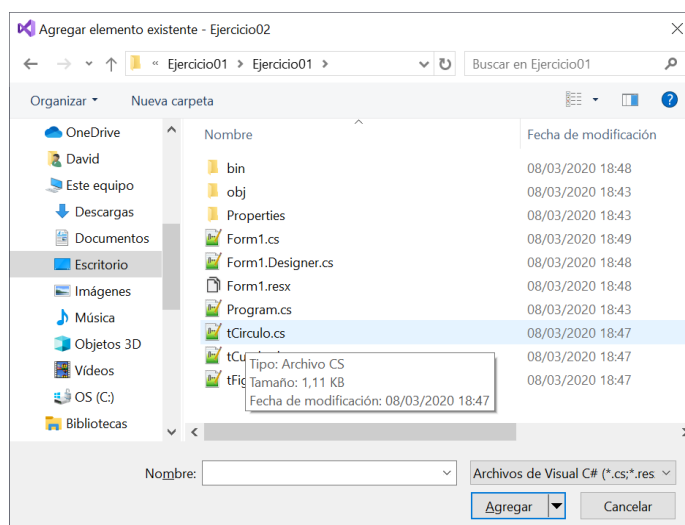 Agregar elemento existente - Ejercicio02
« Ejercicio01 > Ejercicio01 >
Buscar en Ejercicio01
Organizar
Nueva carpeta
OneDrive
David
Este equipo
Descargas
Documentos
Escritorio
Imágenes
Música
Objetos 3D
Vídeos
OS (C:)
Bibliotecas
Nombre Fecha de modificación
bin 08/03/2020 18:48
obj 08/03/2020 18:43
Properties 08/03/2020 18:43
Form1.cs 08/03/2020 18:49
Form1.Designer.cs 08/03/2020 18:48
Form1.resx 08/03/2020 18:48
Program.cs 08/03/2020 18:43
tCirculo.cs 08/03/2020 18:47
08/03/2020 18:47
08/03/2020 18:47
Tipo: Archivo CS
Tamaño: 1,11 KB
Fecha de modificación: 08/03/2020 18:47
Nombre:
Archivos de Visual C# (*.cs;*.res
Agregar
Cancelar